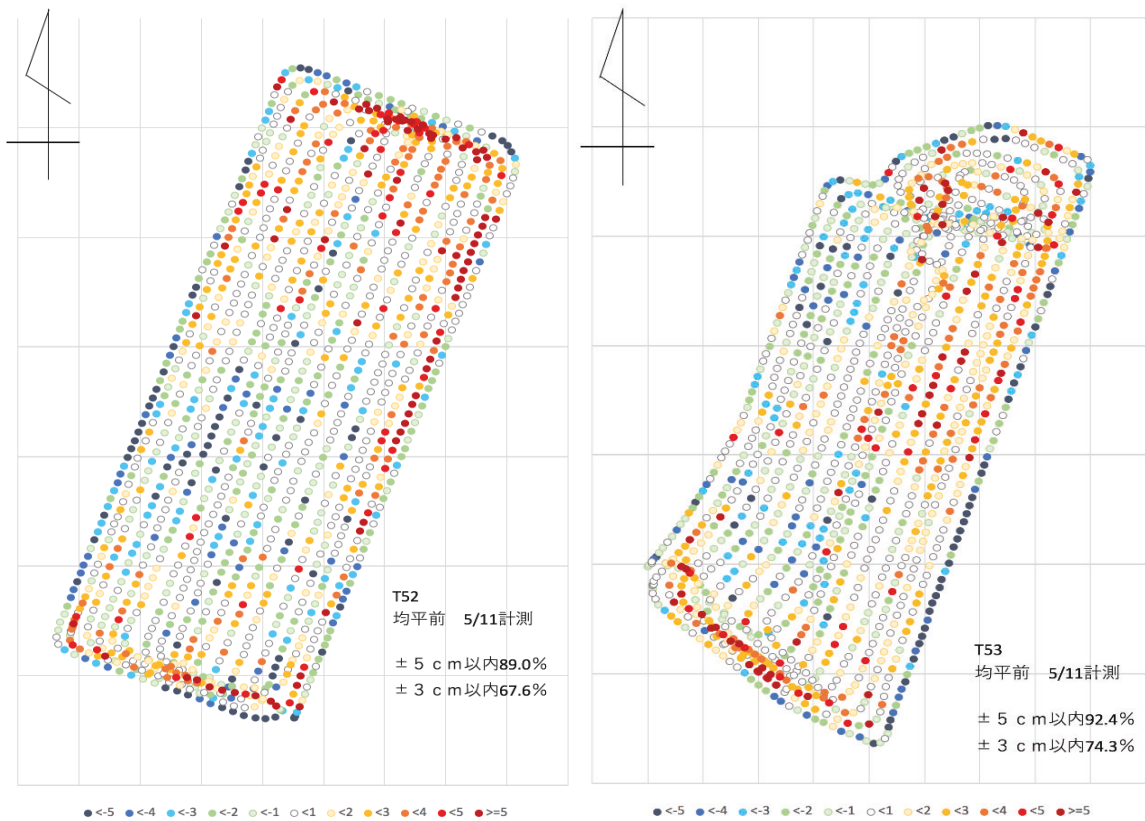 T52
均平前　5/11計測
±５ｃｍ以内89.0%
±３ｃｍ以内67.6%
<-5 <-4 <-3 <-2 <-1 <1 <2 <3 <4 <5 >=5
T53
均平前　5/11計測
±５ｃｍ以内92.4%
±３ｃｍ以内74.3%
<-5 <-4 <-3 <-2 <-1 <1 <2 <3 <4 <5 >=5